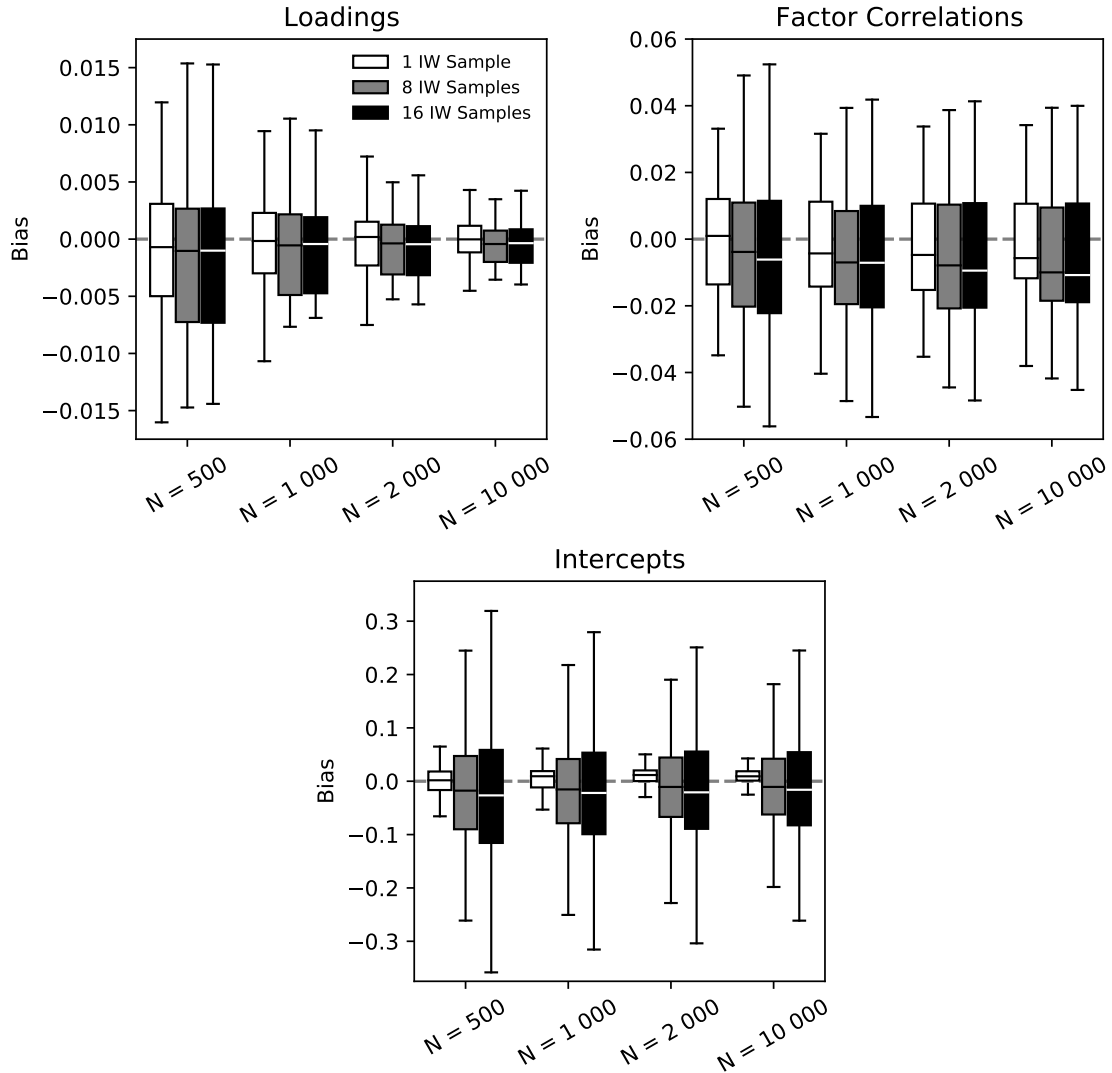 Loadings
Bias
0.015
0.010
0.005
0.000
−0.005
−0.010
−0.015
1 IW Sample
8 IW Samples
16 IW Samples
N = 500
N = 1 000
N = 2 000
N = 10 000
Factor Correlations
Bias
0.06
0.04
0.02
0.00
−0.02
−0.04
−0.06
N = 500
N = 1 000
N = 2 000
N = 10 000
Intercepts
Bias
0.3
0.2
0.1
0.0
−0.1
−0.2
−0.3
N = 500
N = 1 000
N = 2 000
N = 10 000